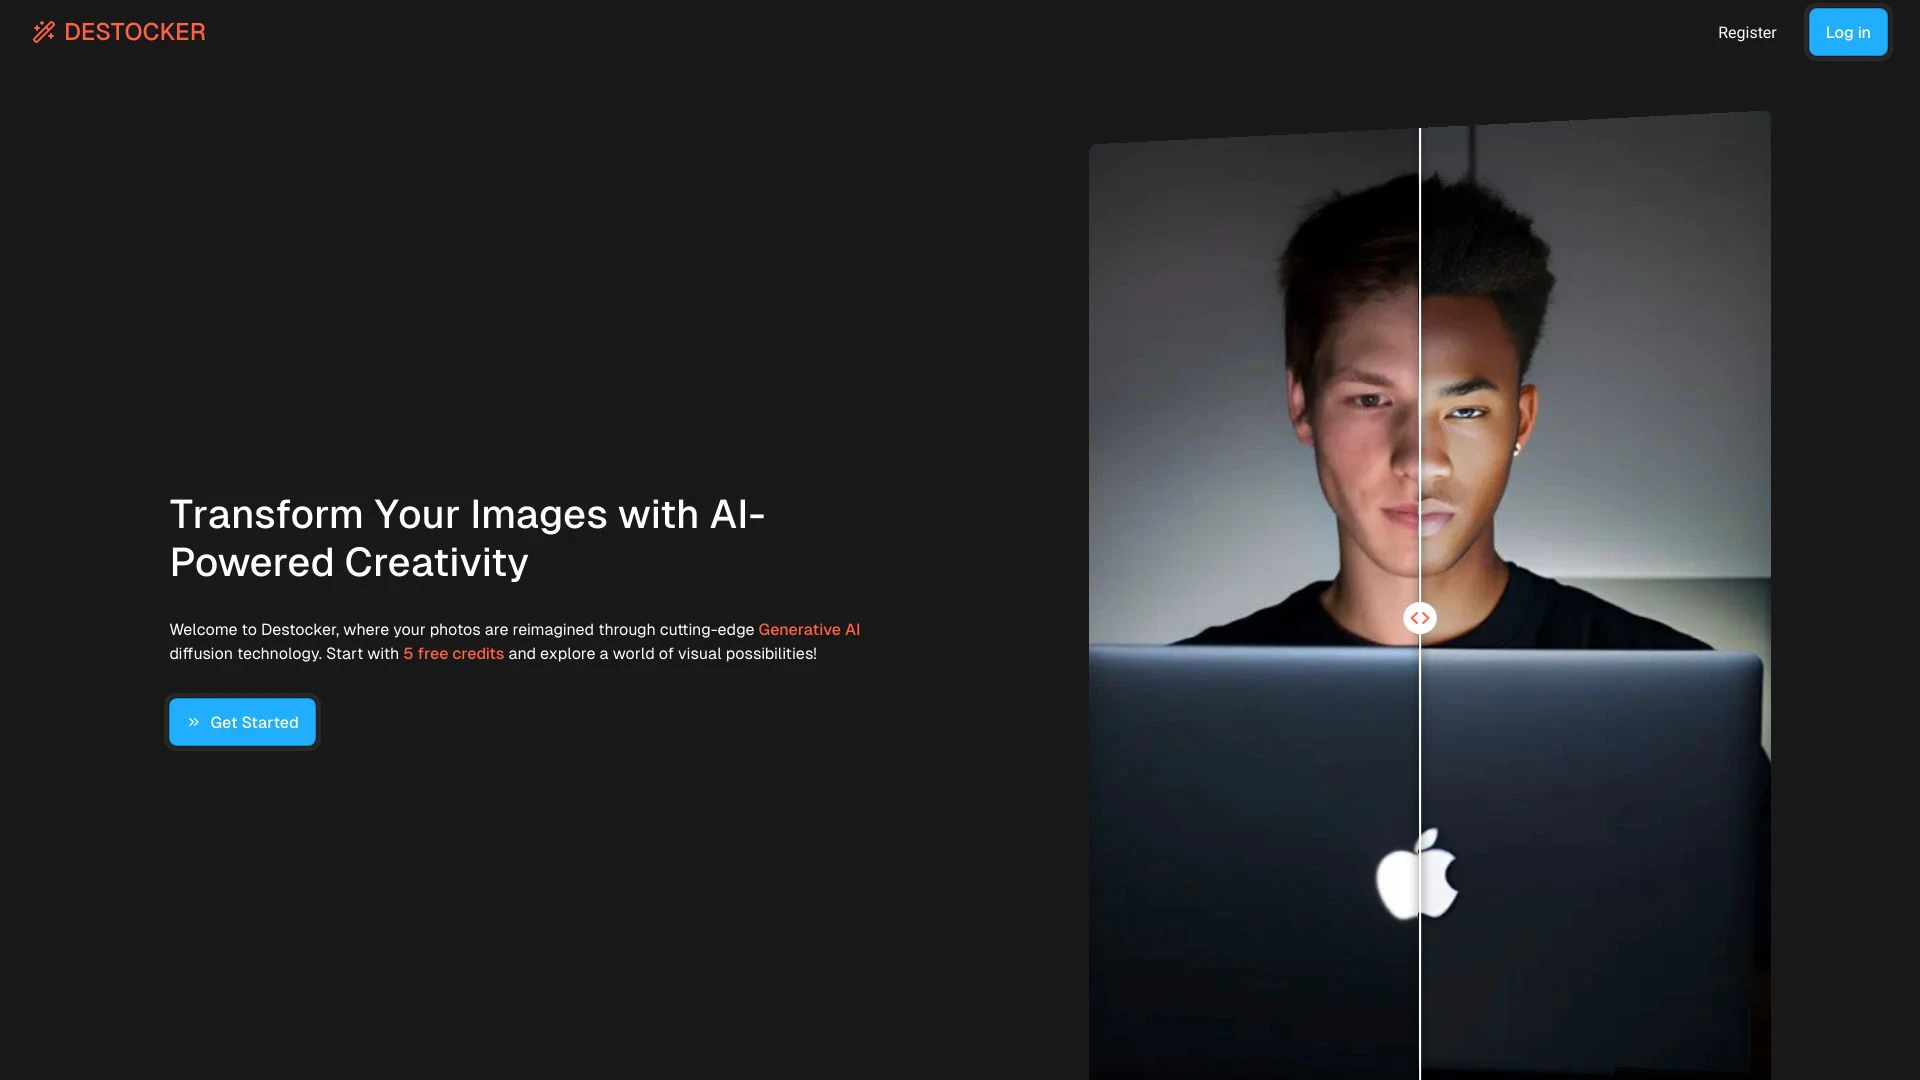 DESTOCKER
Register
Log in
Transform Your Images with AI-
Powered Creativity
Welcome to Destocker, where your photos are reimagined through cutting-edge Generative AI
diffusion technology. Start with 5 free credits and explore a world of visual possibilities!
Get Started